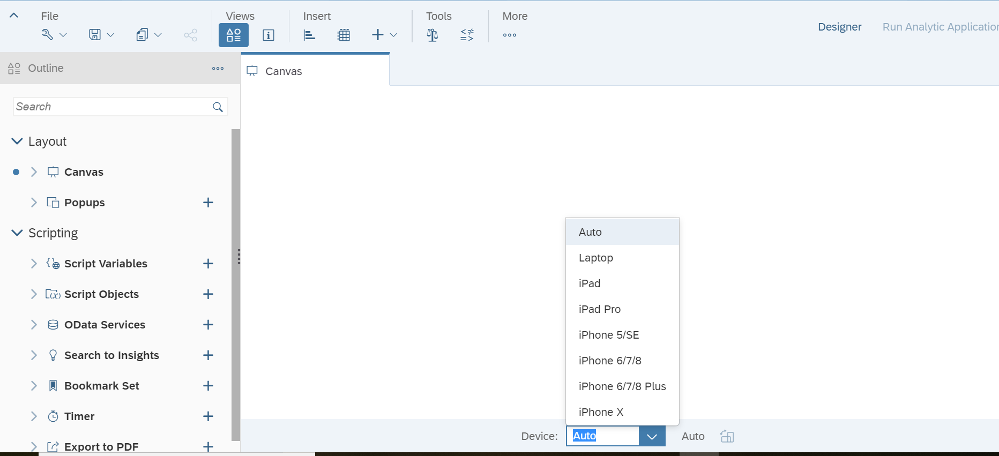 File
Views
Insert
Tools
More
Designer
Run Analytic Application
Outline
Canvas
Search
Layout
Canvas
Popups
Scripting
Script Variables
Script Objects
OData Services
Search to Insights
Bookmark Set
Timer
Export to PDF
Auto
Laptop
iPad
iPad Pro
iPhone 5/SE
iPhone 6/7/8
iPhone 6/7/8 Plus
iPhone X
Device:
Auto
Auto